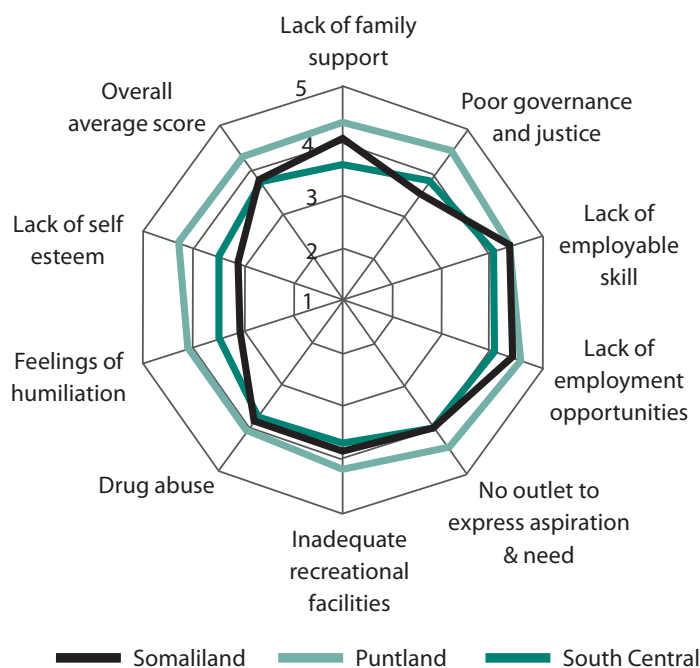 Lack of family
support
Overall
average score
Poor governance
and justice
5
4
3
2
1
Lack of self
esteem
Lack of
employable
skill
Feelings of
humiliation
Lack of
employment
opportunities
Drug abuse
No outlet to
express aspiration
& need
Inadequate
recreational
facilities
Somaliland
Puntland
South Central